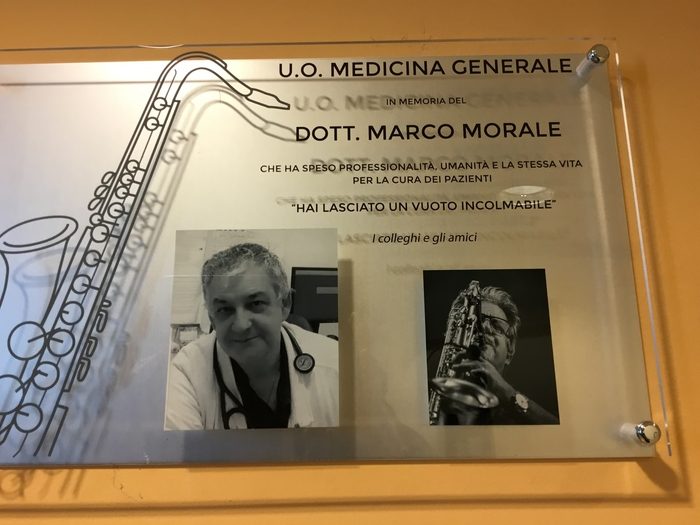 U.O. MEDICINA GENERALE
IN MEMORIA DEL
DOTT. MARCO MORALE
CHE HA SPESO PROFESSIONALITÀ, UMANITÀ E LA STESSA VITA
PER LA CURA DEI PAZIENTI
“HAI LASCIATO UN VUOTO INCOLMABILE”
I colleghi e gli amici